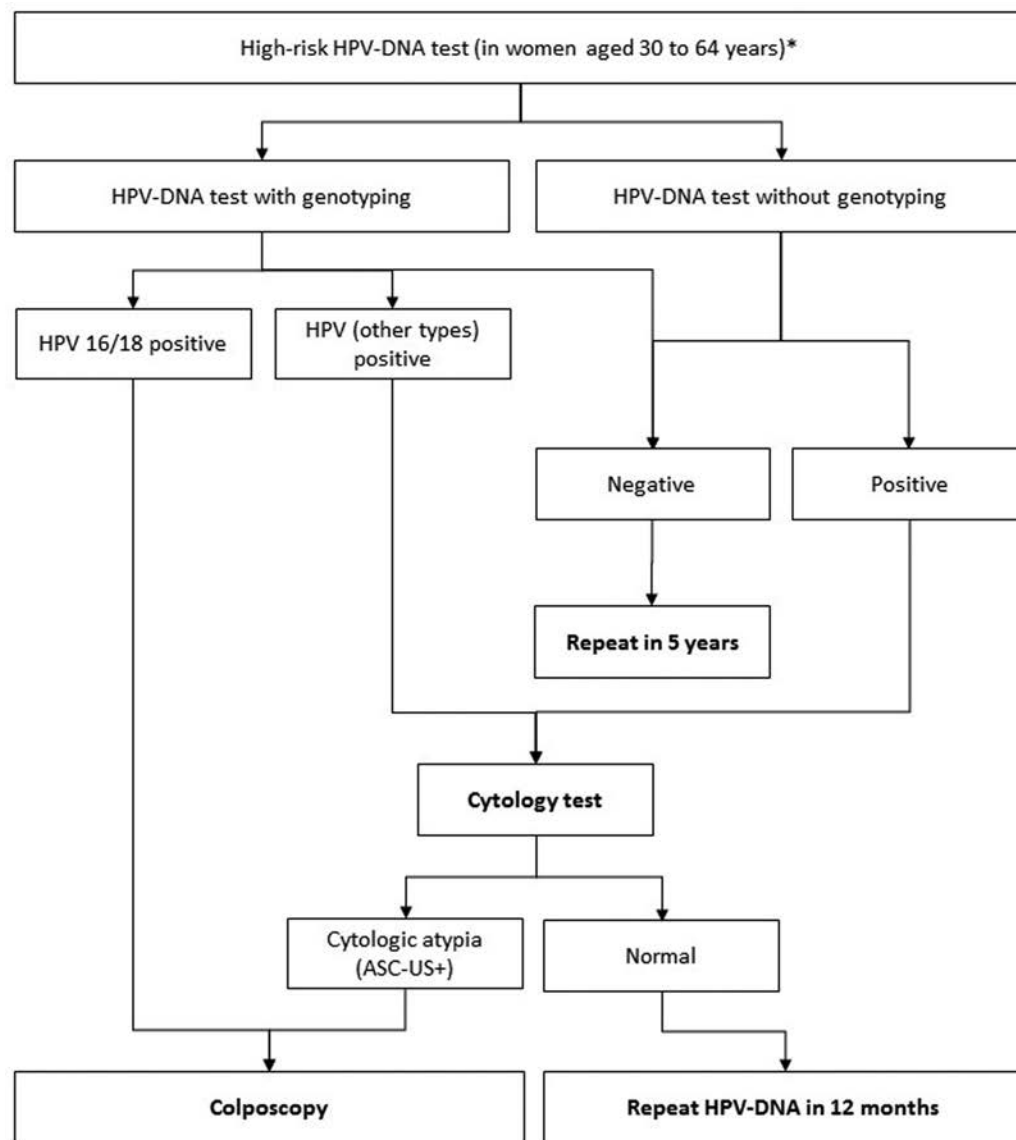 High-risk HPV-DNA test (in women aged 30 to 64 years)*
HPV-DNA test with genotyping
HPV-DNA test without genotyping
HPV 16/18 positive
HPV (other types)
positive
Negative
Positive
Repeat in 5 years
Cytology test
Cytologic atypia
(ASC-US+)
Normal
Colposcopy
Repeat HPV-DNA in 12 months